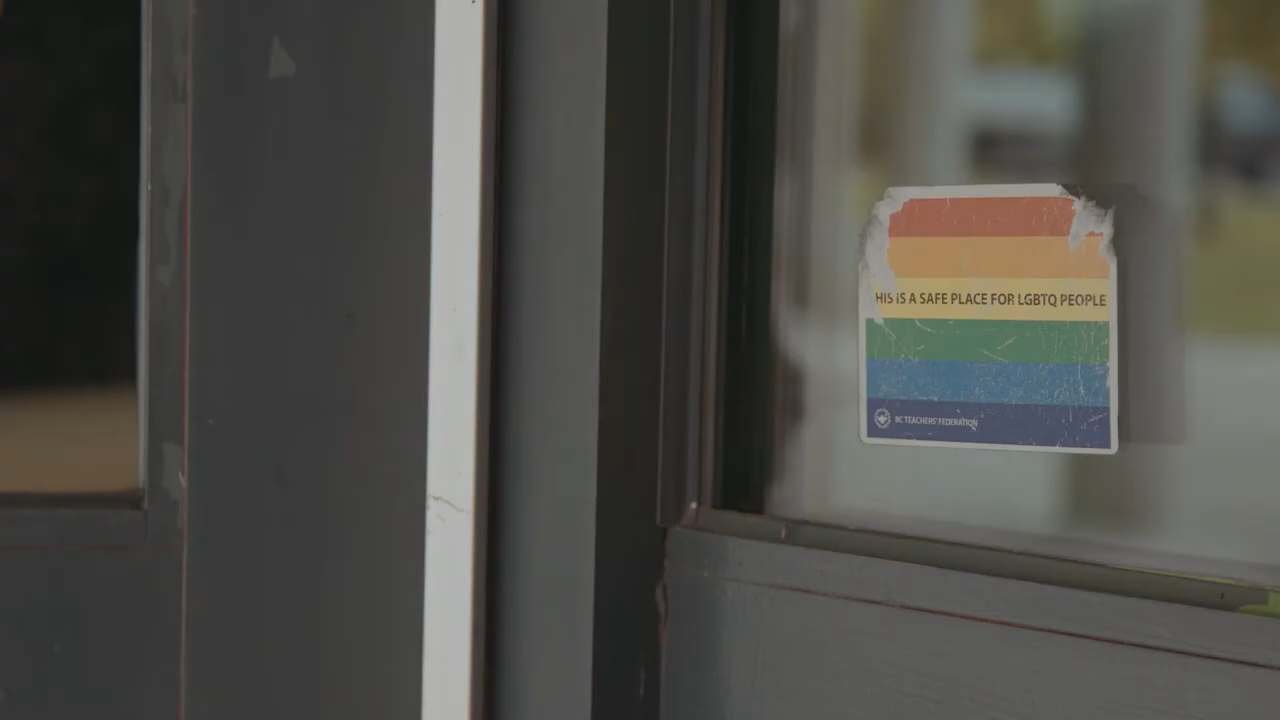 HIS IS A SAFE PLACE FOR LGBTQ PEOPLE
BC TEACHERS' FEDERATION